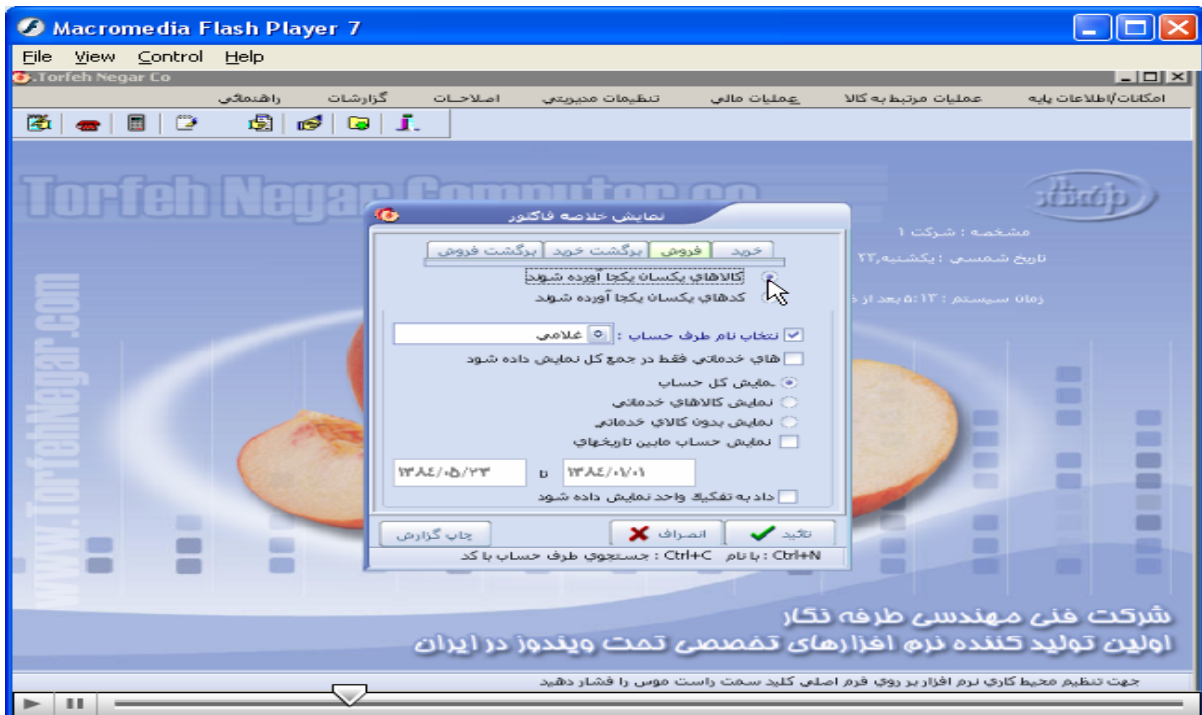 Macromedia Flash Player 7
File View Control Help
.Torfeh Negar Co
امکانات/اطلاعات پایه عملیات مرتبط به کالا عملیات مالی تنظیمات مدیریتی اصلاحات گزارشات راهنمائی
Torfeh Negar Computer co
مشخصه : شرکت ۱
تاریخ شمسی : یکشنبه,۲۳
زمان سیستم : ۵:۱۳ بعد از
www.TorfehNegar.com
نمایش خلاصه فاکتور
خرید فروش برگشت خرید برگشت فروش
کالاهای یکسان یکجا آورده شوند
کدهای یکسان یکجا آورده شوند
نتخاب نام طرف حساب : غلامی
های خدماتی فقط در جمع کل نمایش داده شود
مایش کل حساب
نمایش کالاهای خدماتی
نمایش بدون کالای خدماتی
نمایش حساب مابین تاریخهای
۱۳۸۴/۰۱/۰۱ تا ۱۳۸۴/۰۵/۲۳
داد به تفکیک واحد نمایش داده شود
تائید انصراف چاپ گزارش
Ctrl+N : با نام Ctrl+C : جستجوی طرف حساب با کد
شرکت فنی مهندسی طرفه نگار
اولین تولید کننده نرم افزارهای تخصصی تحت ویندوز در ایران
جهت تنظیم محیط کاری نرم افزار بر روی فرم اصلی کلید سمت راست موس را فشار دهید